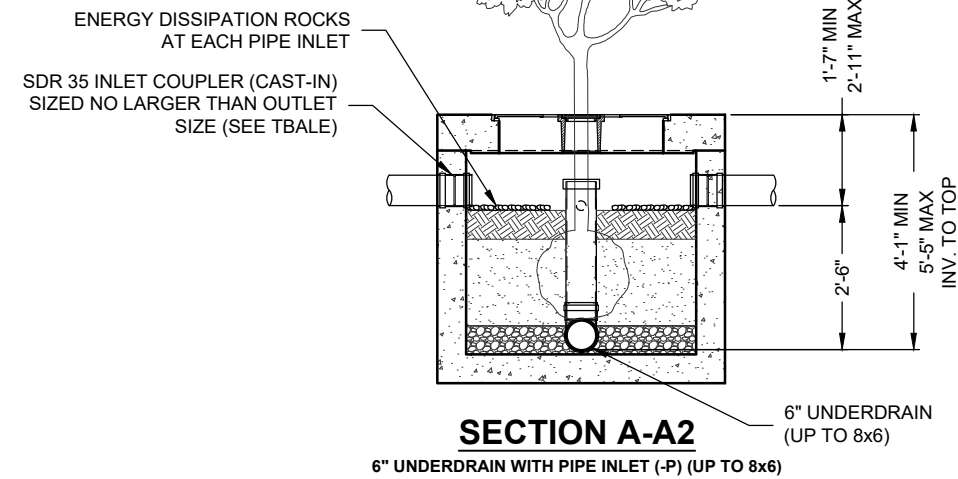 ENERGY DISSIPATION ROCKS
AT EACH PIPE INLET
SDR 35 INLET COUPLER (CAST-IN)
SIZED NO LARGER THAN OUTLET
SIZE (SEE TBALE)
1'-7" MIN
2'-11" MAX
2'-6"
4'-1" MIN
5'-5" MAX
INV. TO TOP
6" UNDERDRAIN
(UP TO 8x6)
SECTION A-A2
6" UNDERDRAIN WITH PIPE INLET (-P) (UP TO 8x6)